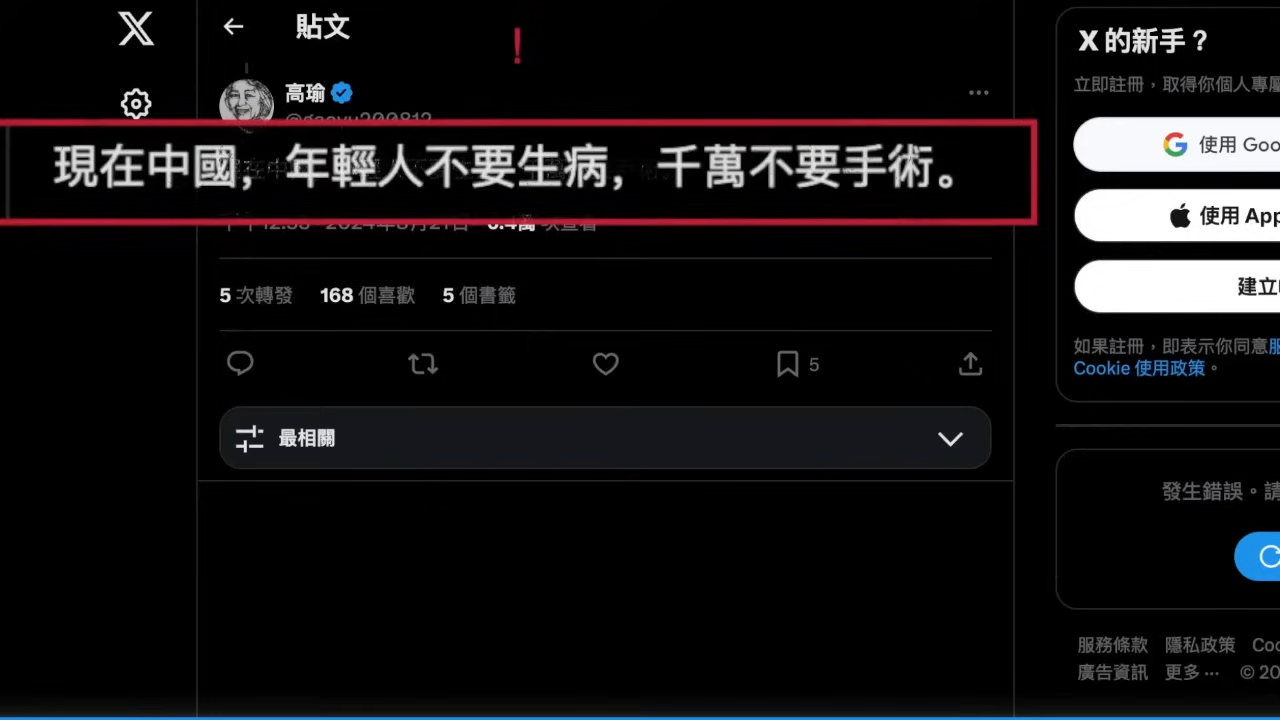 貼文
X 的新手？
高瑜
立即註冊，取得你個人專屬
@gaoyu200812
使用 Goo
現在中國，年輕人不要生病，千萬不要手術。
使用 App
次查看
5 次轉發 168 個喜歡 5 個書籤
建立
如果註冊，即表示你同意服
Cookie 使用政策。
5
最相關
發生錯誤。請
服務條款 隱私政策 Coo
廣告資訊 更多 ··· © 20